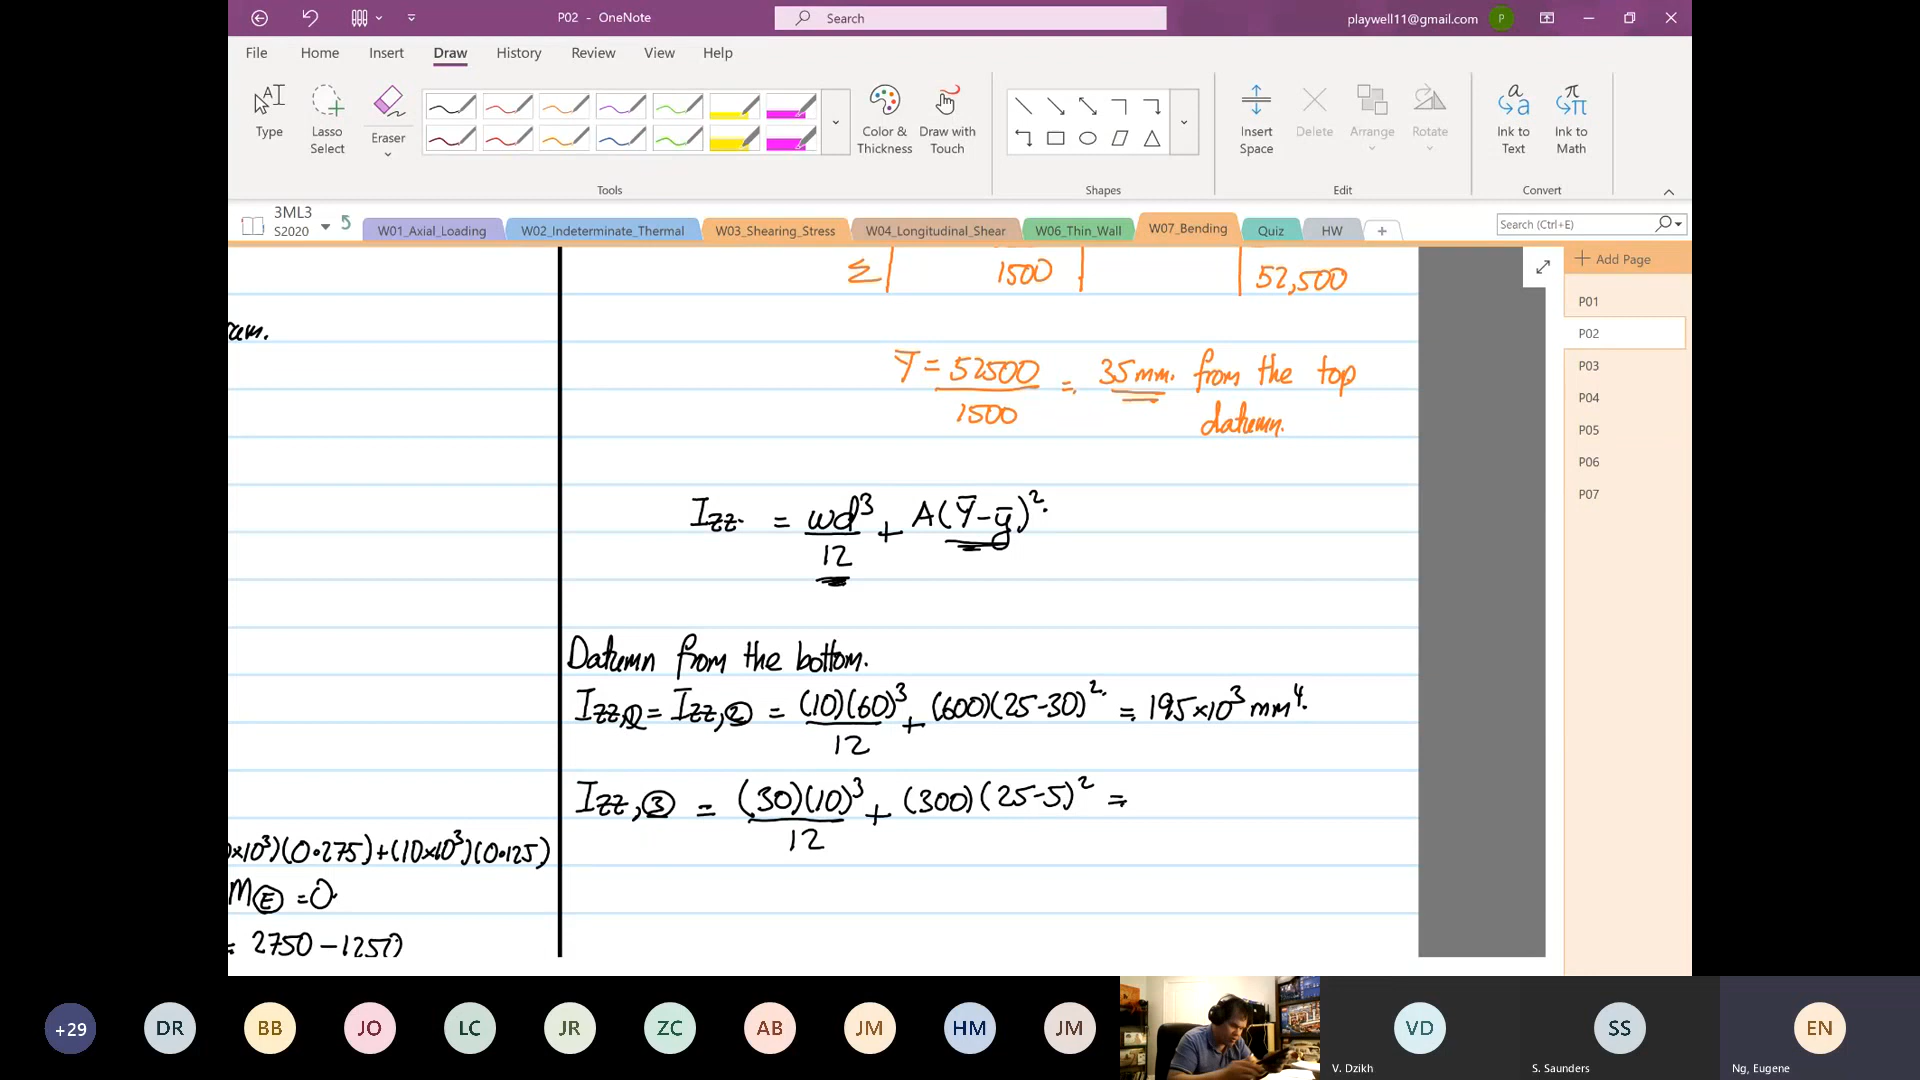 P02 - OneNote
Search
playwell11@gmail.com
P
File Home Insert Draw History Review View Help
Type
Lasso Select
Eraser
Color & Thickness
Draw with Touch
Insert Space
Delete
Arrange
Rotate
Ink to Text
Ink to Math
Tools
Shapes
Edit
Convert
3ML3 S2020
W01_Axial_Loading
W02_Indeterminate_Thermal
W03_Shearing_Stress
W04_Longitudinal_Shear
W06_Thin_Wall
W07_Bending
Quiz
HW
+
Search (Ctrl+E)
Add Page
P01
P02
P03
P04
P05
P06
P07
Σ | 1500 | | 52,500
Ȳ = 52500/1500 = 35mm. from the top
datumn.
Izz = wd³/12 + A(Ȳ-ȳ)²
Datumn from the bottom.
Izz,① = Izz,② = (10)(60)³/12 + (600)(25-30)² = 195×10³ mm⁴.
Izz,③ = (30)(10)³/12 + (300)(25-5)² =
×10³)(0.275)+(10×10³)(0.125)
M Ⓔ = 0
= 2750 - 1250
+29
DR
BB
JO
LC
JR
ZC
AB
JM
HM
JM
VD
V. Dzikh
SS
S. Saunders
EN
Ng, Eugene